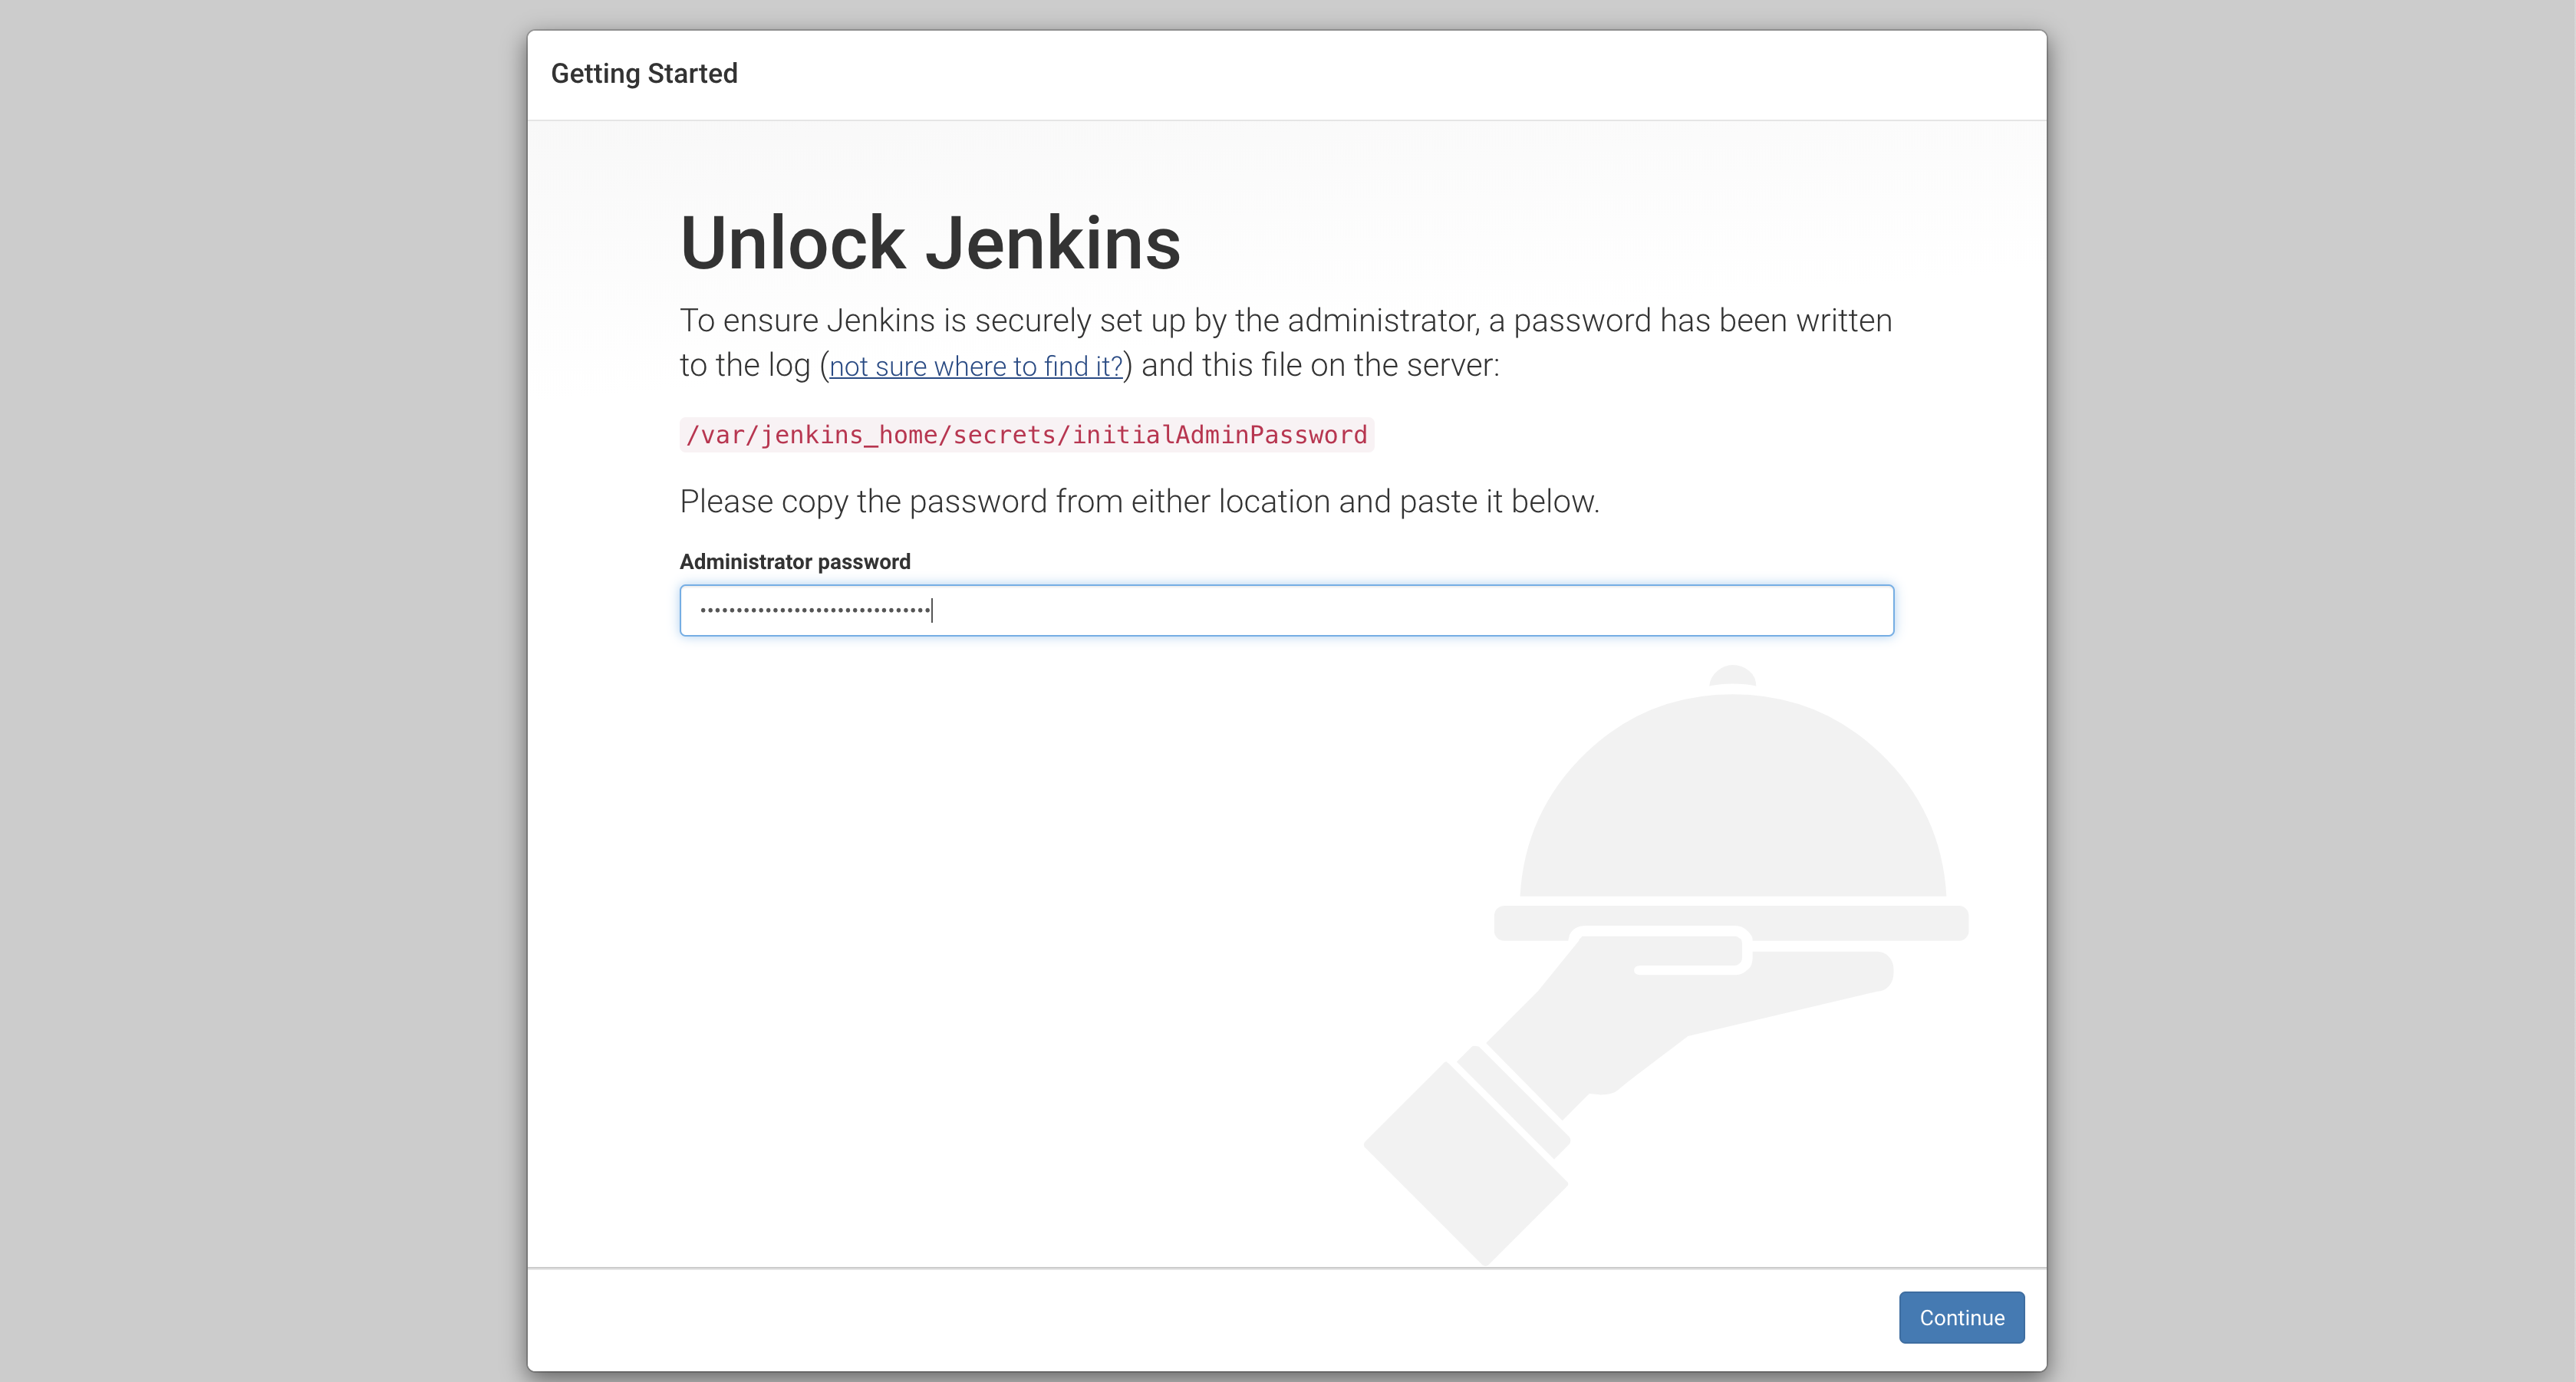 Getting Started
Unlock Jenkins
To ensure Jenkins is securely set up by the administrator, a password has been written
to the log (not sure where to find it?) and this file on the server:
/var/jenkins_home/secrets/initialAdminPassword
Please copy the password from either location and paste it below.
Administrator password
Continue